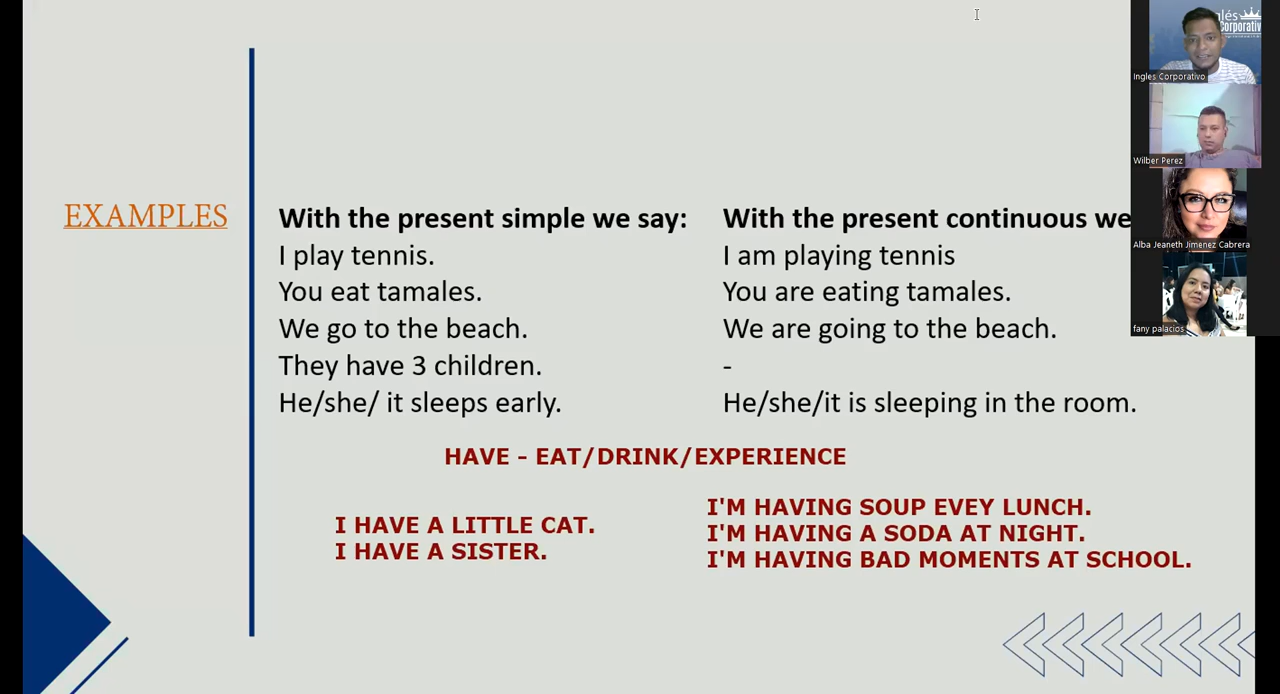 EXAMPLES
With the present simple we say:
I play tennis.
You eat tamales.
We go to the beach.
They have 3 children.
He/she/ it sleeps early.
With the present continuous we
I am playing tennis
You are eating tamales.
We are going to the beach.
-
He/she/it is sleeping in the room.
HAVE - EAT/DRINK/EXPERIENCE
I HAVE A LITTLE CAT.
I HAVE A SISTER.
I'M HAVING SOUP EVEY LUNCH.
I'M HAVING A SODA AT NIGHT.
I'M HAVING BAD MOMENTS AT SCHOOL.
Ingles Corporativo
Wilber Perez
Alba Jeaneth Jimenez Cabrera
fany palacios